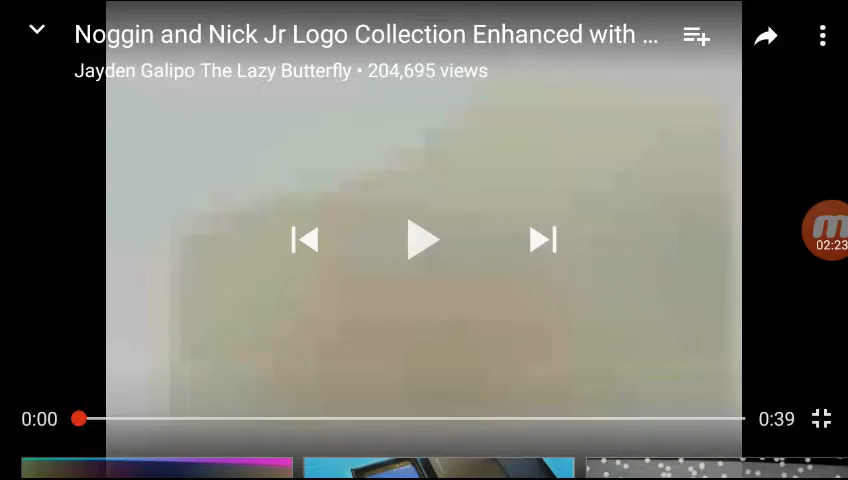 Noggin and Nick Jr Logo Collection Enhanced with ...
Jayden Galipo The Lazy Butterfly • 204,695 views
m
02:23
0:00
0:39